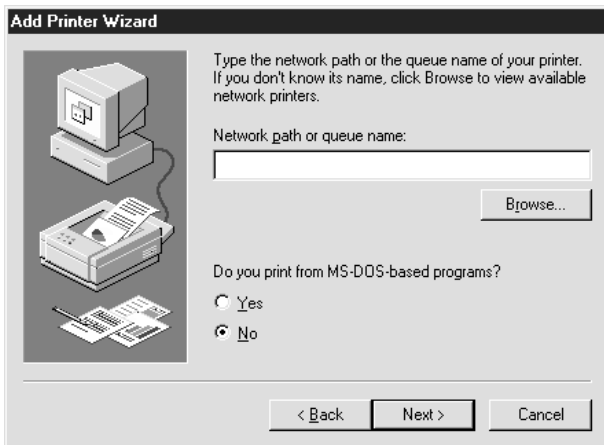 Add Printer Wizard
Type the network path or the queue name of your printer.
If you don't know its name, click Browse to view available
network printers.
Network path or queue name:
Browse...
Do you print from MS-DOS-based programs?
Yes
No
< Back
Next >
Cancel